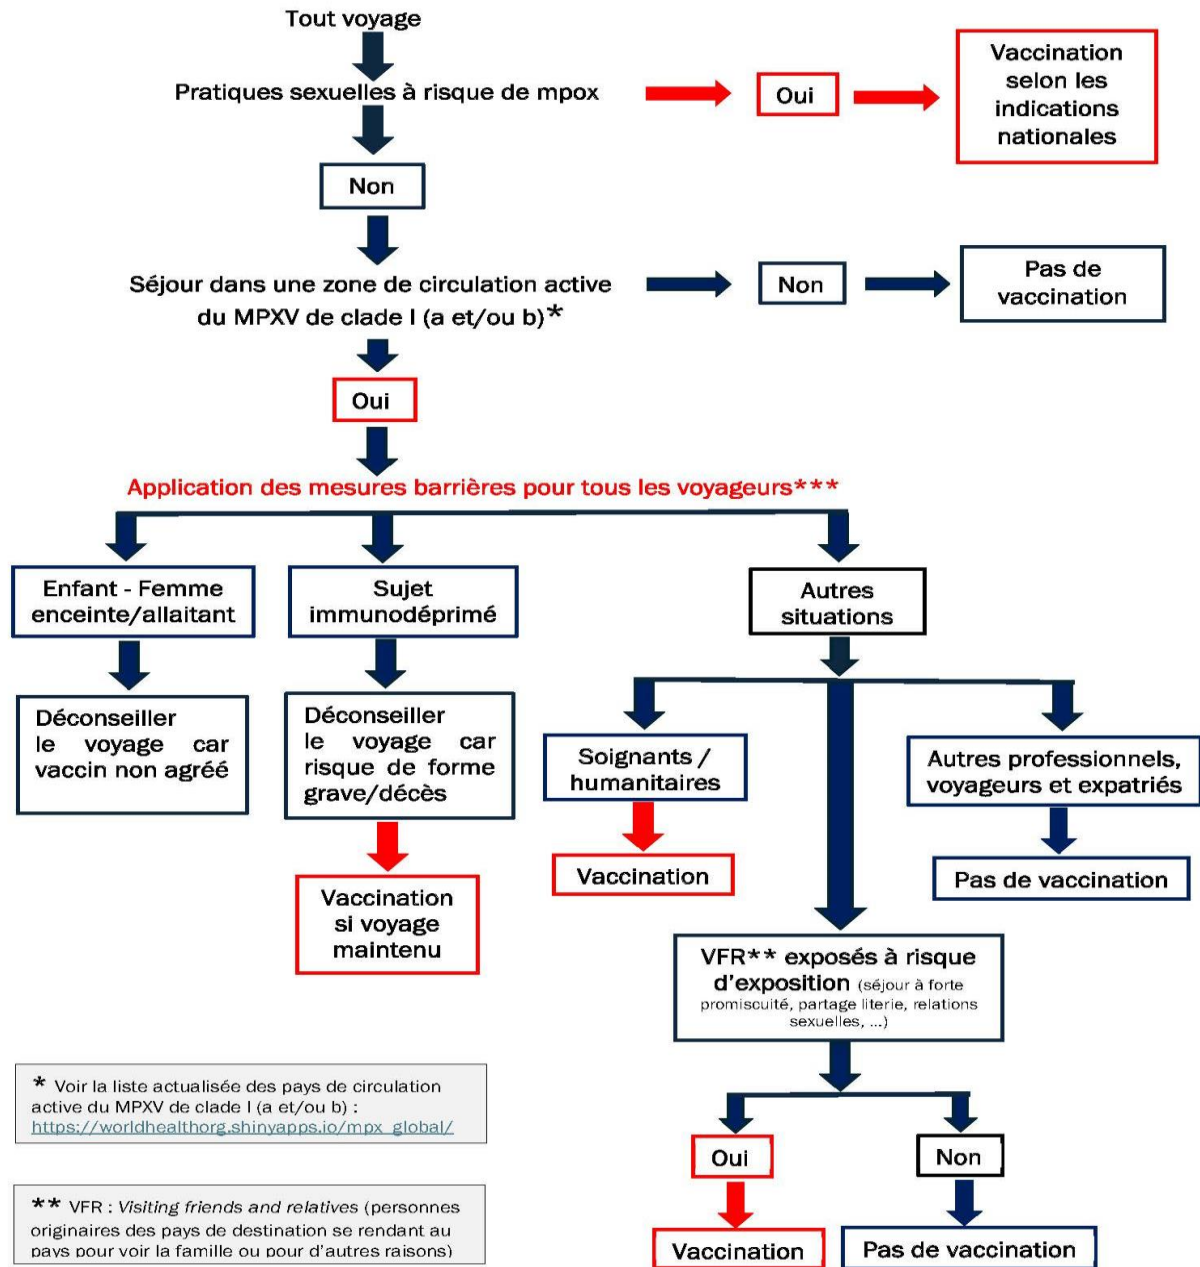 Tout voyage
Pratiques sexuelles à risque de mpox
Oui
Vaccination
selon les
indications
nationales
Non
Séjour dans une zone de circulation active
du MPXV de clade I (a et/ou b)*
Non
Pas de
vaccination
Oui
Application des mesures barrières pour tous les voyageurs***
Enfant - Femme
enceinte/allaitant
Sujet
immunodéprimé
Autres
situations
Déconseiller
le voyage car
vaccin non agréé
Déconseiller
le voyage car
risque de forme
grave/décès
Soignants /
humanitaires
Autres professionnels,
voyageurs et expatriés
Vaccination
si voyage
maintenu
Vaccination
Pas de vaccination
VFR** exposés à risque
d'exposition (séjour à forte
promiscuité, partage literie, relations
sexuelles, ...)
Oui
Non
Vaccination
Pas de vaccination
* Voir la liste actualisée des pays de circulation
active du MPXV de clade I (a et/ou b) :
https://worldhealthorg.shinyapps.io/mpx_global/
** VFR : Visiting friends and relatives (personnes
originaires des pays de destination se rendant au
pays pour voir la famille ou pour d'autres raisons)